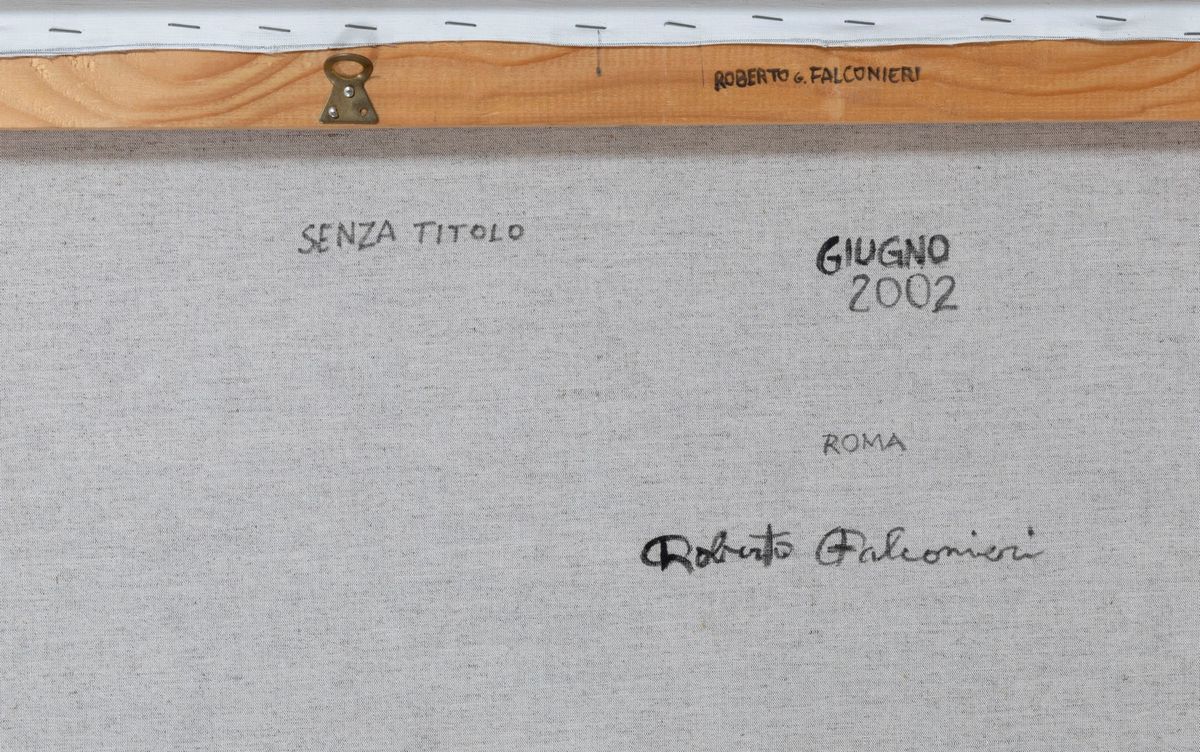 ROBERTO G. FALCONIERI
SENZA TITOLO
GIUGNO
2002
ROMA
Roberto Falconieri